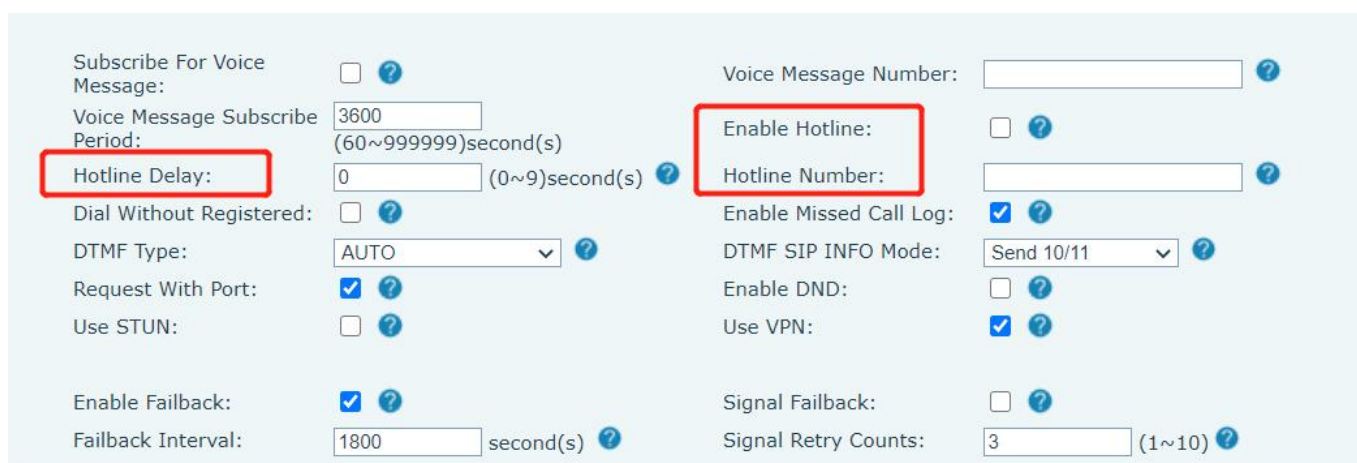 Subscribe For Voice
Message:
?
Voice Message Number:
?
Voice Message Subscribe
Period:
3600
(60~999999)second(s)
Enable Hotline:
?
Hotline Delay:
0 (0~9)second(s) ?
Hotline Number:
?
Dial Without Registered: ?
Enable Missed Call Log: ?
DTMF Type: AUTO ?
DTMF SIP INFO Mode: Send 10/11 ?
Request With Port: ?
Enable DND: ?
Use STUN: ?
Use VPN: ?
Enable Failback: ?
Signal Failback: ?
Failback Interval: 1800 second(s) ?
Signal Retry Counts: 3 (1~10) ?